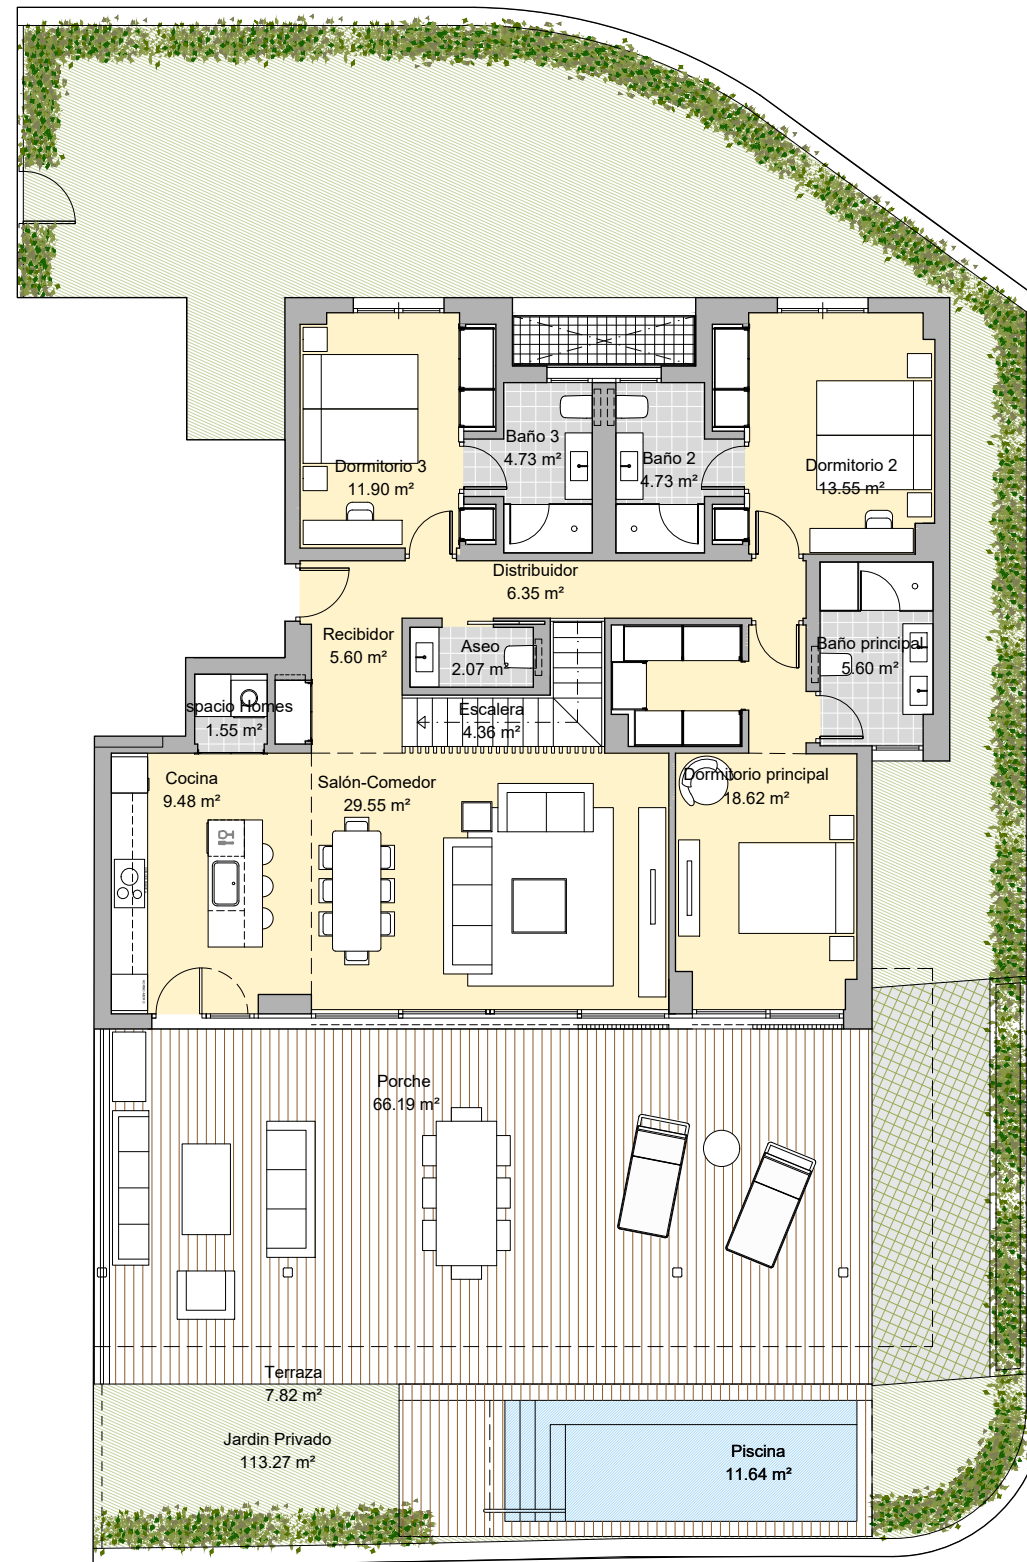 Baño 3
4.73 m²
Baño 2
4.73 m²
Dormitorio 3
11.90 m²
Dormitorio 2
13.55 m²
Distribuidor
6.35 m²
Recibidor
5.60 m²
Aseo
2.07 m²
Baño principal
5.60 m²
spacio Homes
1.55 m²
Escalera
4.36 m²
Cocina
9.48 m²
Salón-Comedor
29.55 m²
Dormitorio principal
18.62 m²
Porche
66.19 m²
Terraza
7.82 m²
Jardin Privado
113.27 m²
Piscina
11.64 m²